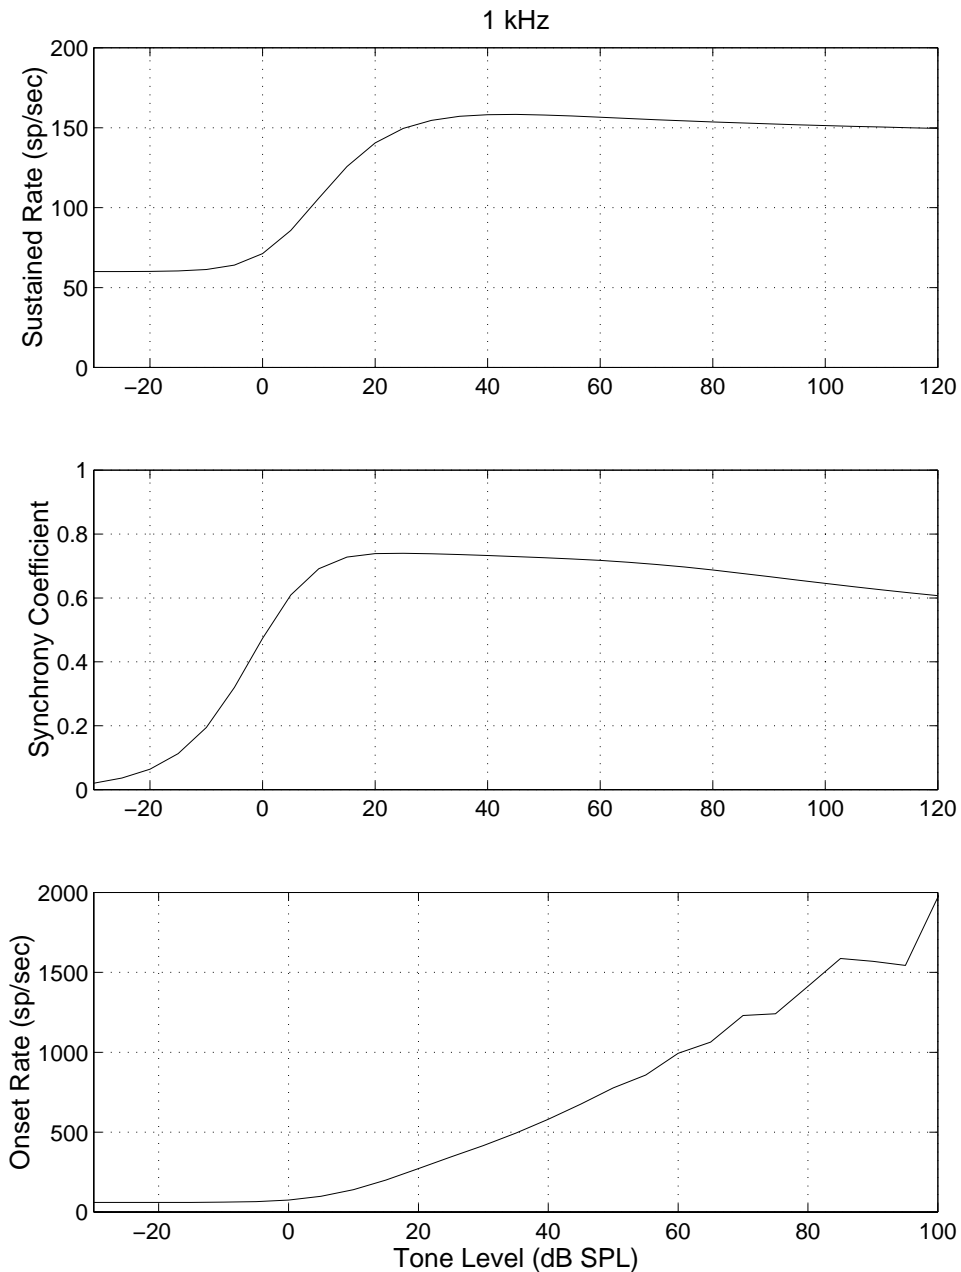 1 kHz
200
150
100
50
0
Sustained Rate (sp/sec)
−20 0 20 40 60 80 100 120
1
0.8
0.6
0.4
0.2
0
Synchrony Coefficient
−20 0 20 40 60 80 100 120
2000
1500
1000
500
0
Onset Rate (sp/sec)
−20 0 20 40 60 80 100
Tone Level (dB SPL)